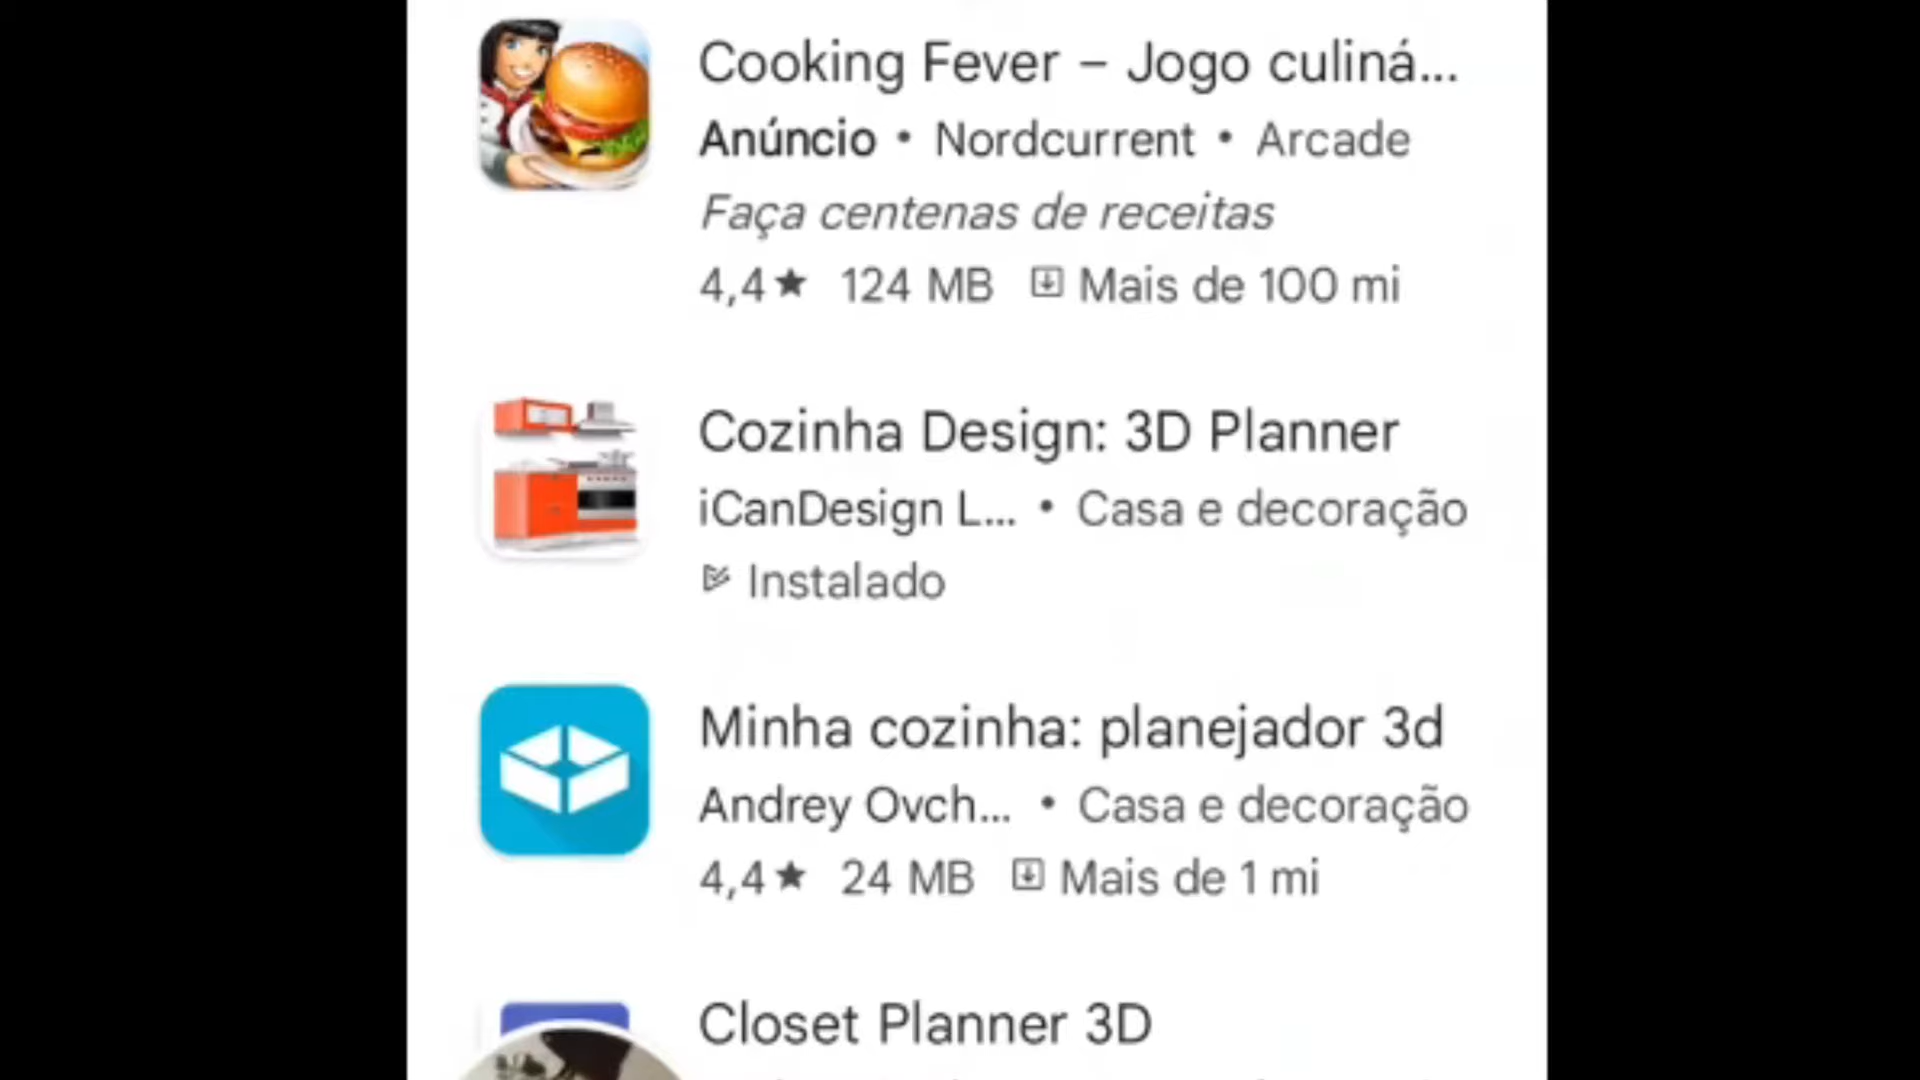 Cooking Fever – Jogo culiná...
Anúncio • Nordcurrent • Arcade
Faça centenas de receitas
4,4★ 124 MB Mais de 100 mi
Cozinha Design: 3D Planner
iCanDesign L... • Casa e decoração
Instalado
Minha cozinha: planejador 3d
Andrey Ovch... • Casa e decoração
4,4★ 24 MB Mais de 1 mi
Closet Planner 3D